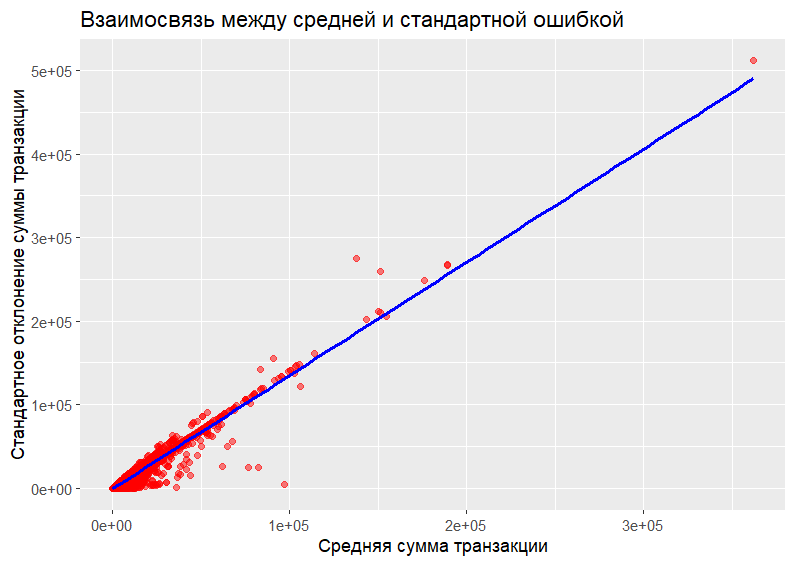 Взаимосвязь между средней и стандартной ошибкой
Стандартное отклонение суммы транзакции
5e+05
4e+05
3e+05
2e+05
1e+05
0e+00
0e+00 1e+05 2e+05 3e+05
Средняя сумма транзакции